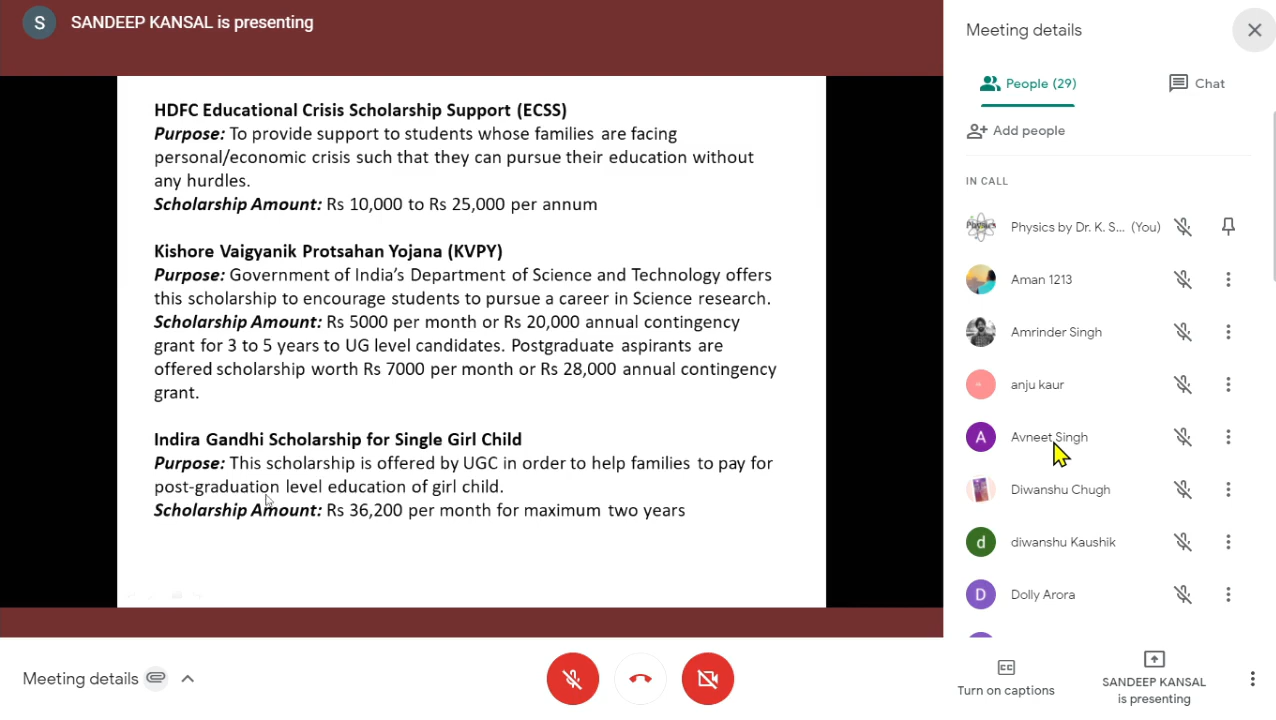 S
SANDEEP KANSAL is presenting
HDFC Educational Crisis Scholarship Support (ECSS)
Purpose: To provide support to students whose families are facing
personal/economic crisis such that they can pursue their education without
any hurdles.
Scholarship Amount: Rs 10,000 to Rs 25,000 per annum
Kishore Vaigyanik Protsahan Yojana (KVPY)
Purpose: Government of India's Department of Science and Technology offers
this scholarship to encourage students to pursue a career in Science research.
Scholarship Amount: Rs 5000 per month or Rs 20,000 annual contingency
grant for 3 to 5 years to UG level candidates. Postgraduate aspirants are
offered scholarship worth Rs 7000 per month or Rs 28,000 annual contingency
grant.
Indira Gandhi Scholarship for Single Girl Child
Purpose: This scholarship is offered by UGC in order to help families to pay for
post-graduation level education of girl child.
Scholarship Amount: Rs 36,200 per month for maximum two years
Meeting details
Meeting details
People (29)
Chat
Add people
IN CALL
Physics
Physics by Dr. K. S... (You)
Aman 1213
Amrinder Singh
anju kaur
A
Avneet Singh
Diwanshu Chugh
d
diwanshu Kaushik
D
Dolly Arora
CC
Turn on captions
SANDEEP KANSAL
is presenting